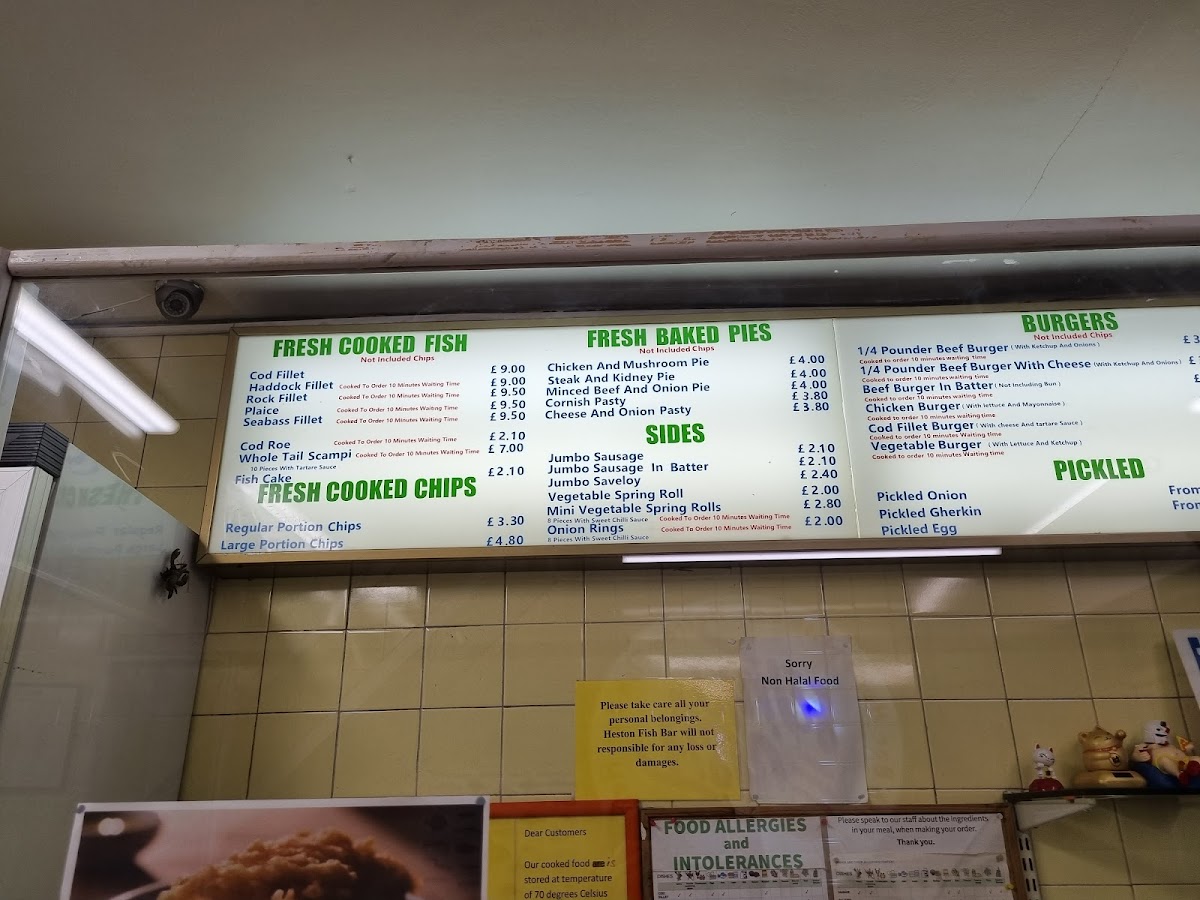 FRESH COOKED FISH
Not Included Chips
Cod Fillet £ 9.00
Haddock Fillet Cooked To Order 10 Minutes Waiting Time £ 9.00
Rock Fillet Cooked To Order 10 Minutes Waiting Time £ 9.50
Plaice Cooked To Order 10 Minutes Waiting Time £ 9.50
Seabass Fillet Cooked To Order 10 Minutes Waiting Time £ 9.50
Cod Roe Cooked To Order 10 Minutes Waiting Time £ 2.10
Whole Tail Scampi Cooked To Order 10 Minutes Waiting Time £ 7.00
10 Pieces With Tartare Sauce
Fish Cake £ 2.10
FRESH COOKED CHIPS
Regular Portion Chips £ 3.30
Large Portion Chips £ 4.80
FRESH BAKED PIES
Not Included Chips
Chicken And Mushroom Pie £ 4.00
Steak And Kidney Pie £ 4.00
Minced Beef And Onion Pie £ 4.00
Cornish Pasty £ 3.80
Cheese And Onion Pasty £ 3.80
SIDES
Jumbo Sausage £ 2.10
Jumbo Sausage In Batter £ 2.10
Jumbo Saveloy £ 2.40
Vegetable Spring Roll £ 2.00
Mini Vegetable Spring Rolls £ 2.80
8 Pieces With Sweet Chilli Sauce Cooked To Order 10 Minutes Waiting Time
Onion Rings Cooked To Order 10 Minutes Waiting Time £ 2.00
8 Pieces With Sweet Chilli Sauce
BURGERS
Not Included Chips
1/4 Pounder Beef Burger ( With Ketchup And Onions ) £ 3
Cooked to order 10 minutes waiting time
1/4 Pounder Beef Burger With Cheese (With Ketchup And Onions)
Cooked to order 10 minutes waiting time
Beef Burger In Batter ( Not Including Bun )
Cooked to order 10 minutes waiting time
Chicken Burger ( With lettuce And Mayonnaise )
Cooked to order 10 minutes waiting time
Cod Fillet Burger ( With cheese And tartare Sauce )
Cooked to order 10 minutes waiting time
Vegetable Burger ( With Lettuce And Ketchup )
Cooked to order 10 minutes waiting time
PICKLED
Pickled Onion From
Pickled Gherkin From
Pickled Egg
Sorry
Non Halal Food
Please take care all your
personal belongings.
Heston Fish Bar will not
responsible for any loss or
damages.
Dear Customers
Our cooked food is
stored at temperature
of 70 degrees Celsius
FOOD ALLERGIES
and
INTOLERANCES
Please speak to our staff about the ingredients
in your meal, when making your order.
Thank you.